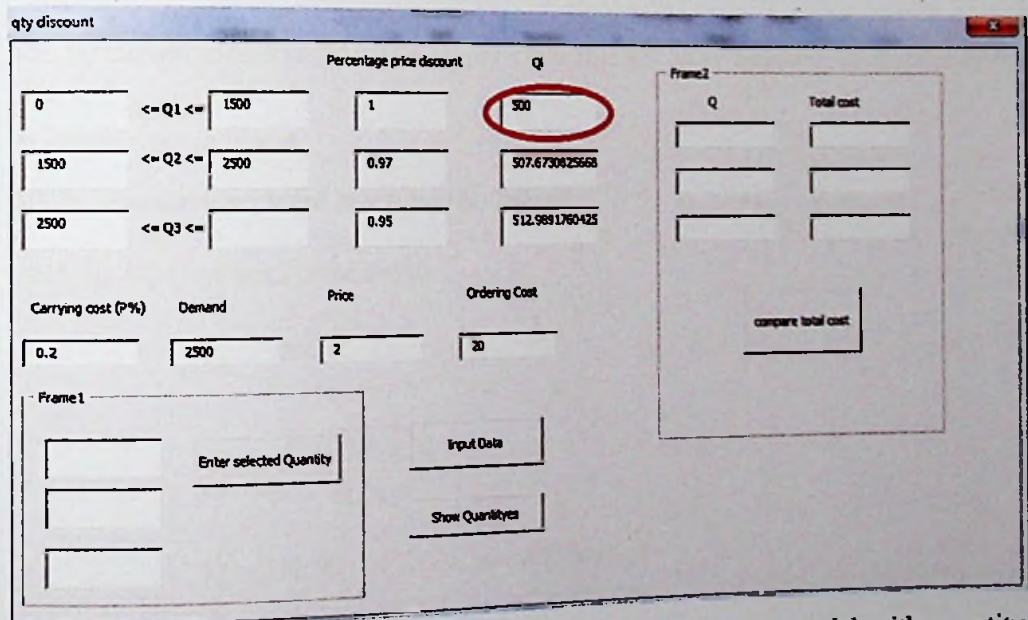 qty discount
Percentage price discount Qi
0 <= Q1 <= 1500 1 500
1500 <= Q2 <= 2500 0.97 507.6730825668
2500 <= Q3 <= 0.95 512.9891760425
Carrying cost (P%) Demand Price Ordering Cost
0.2 2500 2 20
Frame1
Enter selected Quantity
Input Data
Show Quantityes
Frame2
Q Total cost
compare total cost
with quantity